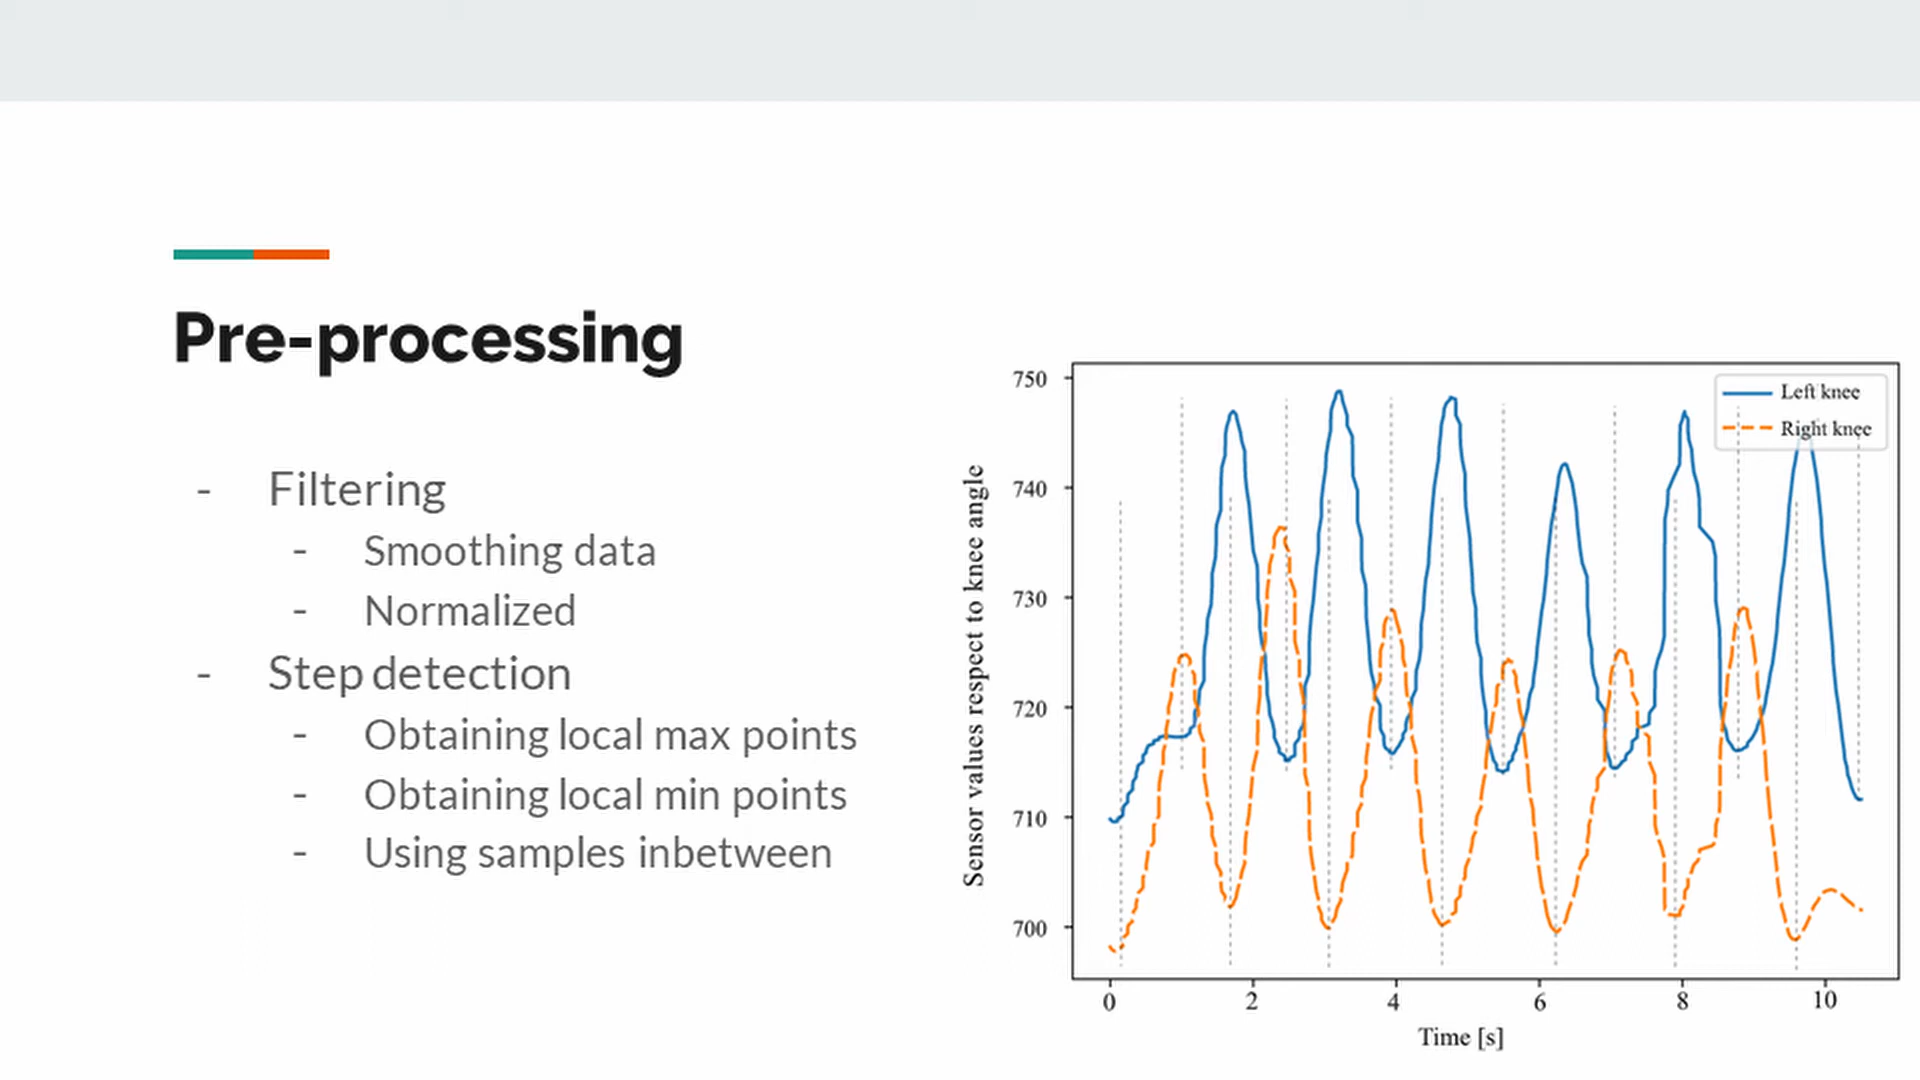 Pre-processing
- Filtering
- Smoothing data
- Normalized
- Step detection
- Obtaining local max points
- Obtaining local min points
- Using samples inbetween
Sensor values respect to knee angle
750
740
730
720
710
700
Left knee
Right knee
0 2 4 6 8 10
Time [s]